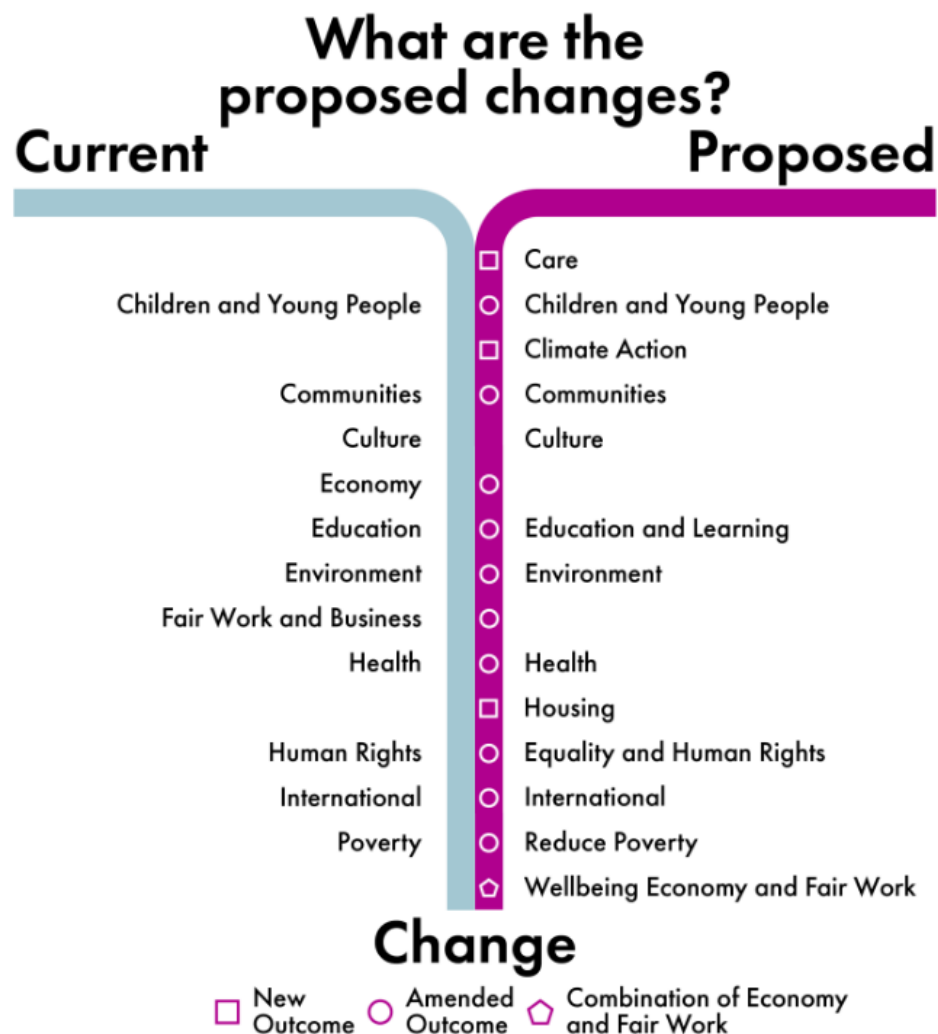 What are the
proposed changes?
Current Proposed
Care
Children and Young People Children and Young People
Climate Action
Communities Communities
Culture Culture
Economy
Education Education and Learning
Environment Environment
Fair Work and Business
Health Health
Housing
Human Rights Equality and Human Rights
International International
Poverty Reduce Poverty
Wellbeing Economy and Fair Work
Change
New
Outcome
Amended
Outcome
Combination of Economy
and Fair Work